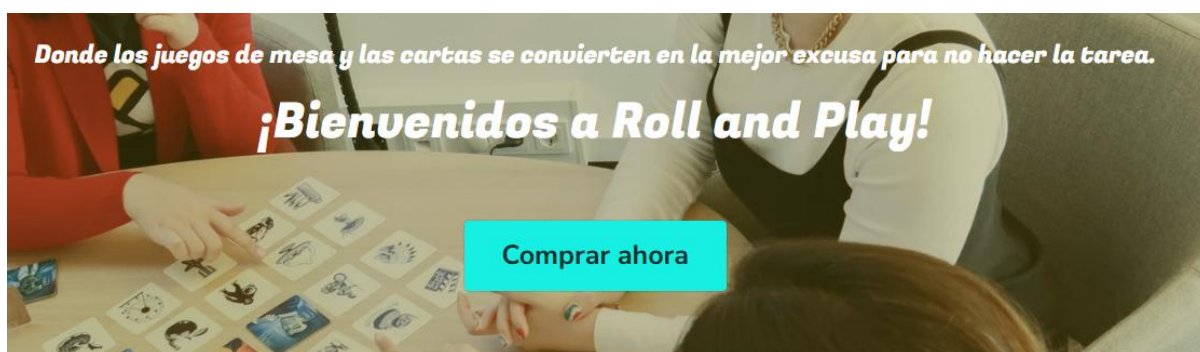 Donde los juegos de mesa y las cartas se convierten en la mejor excusa para no hacer la tarea.
¡Bienvenidos a Roll and Play!
Comprar ahora